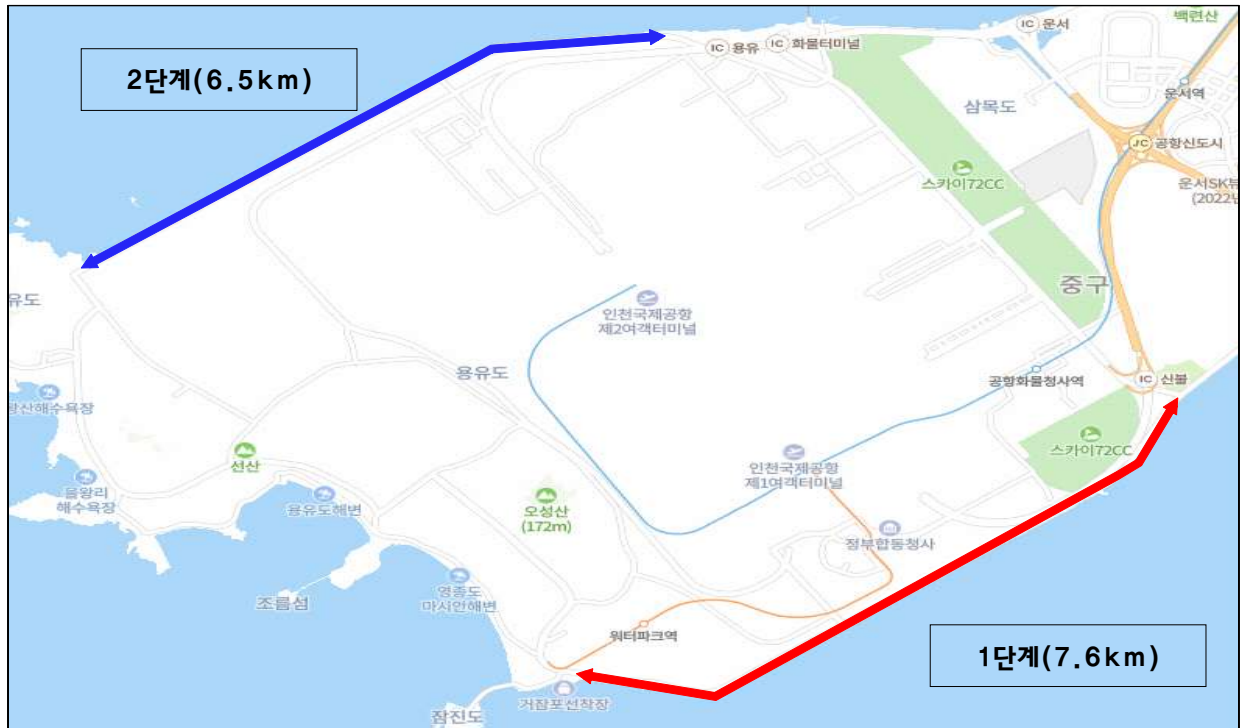 2단계(6.5km)
IC 용유
IC 화물터미널
IC 운서
백련산
운서역
삼목도
JC 공항신도시
스카이72CC
운서SK뷰
(2022년
중구
유도
인천국제공항
제2여객터미널
용유도
공항화물청사역
IC 신불
왕산해수욕장
선산
을왕리
해수욕장
용유도해변
오성산
(172m)
인천국제공항
제1여객터미널
스카이72CC
정부합동청사
조름섬
영종도
마시안해변
워터파크역
1단계(7.6km)
거잠포선착장
잠진도